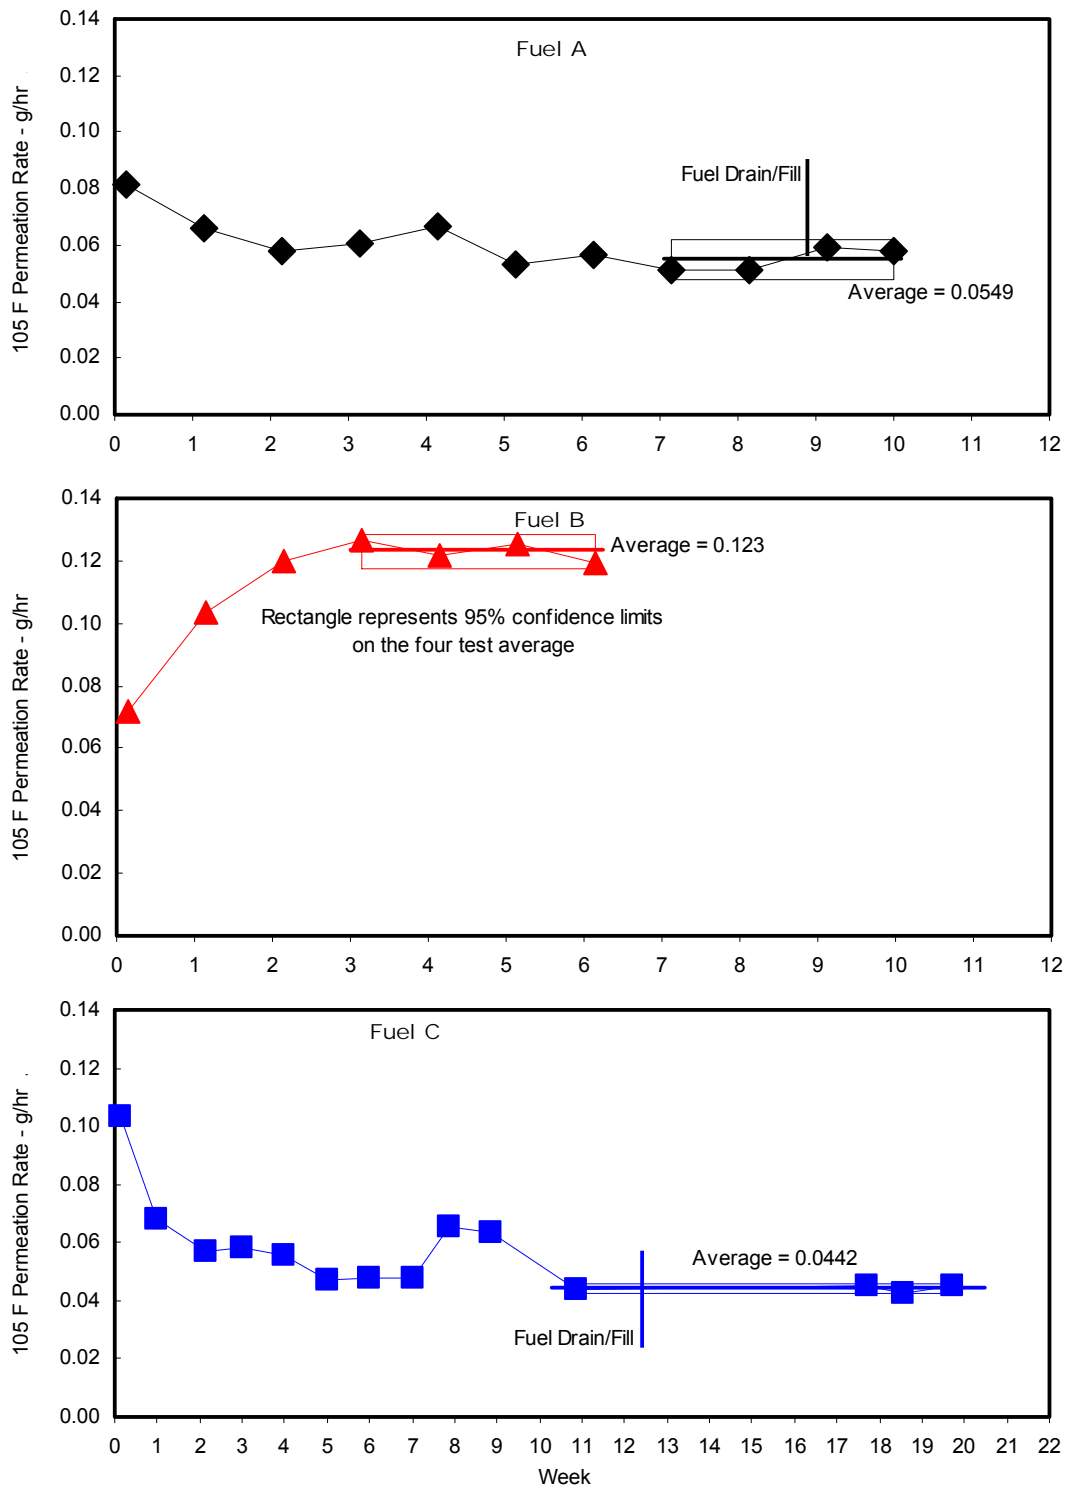 0.14
Fuel A
0.12
0.10
0.08
0.06
0.04
0.02
0.00
105 F Permeation Rate - g/hr .
Fuel Drain/Fill
Average = 0.0549
0 1 2 3 4 5 6 7 8 9 10 11 12
0.14
Fuel B
0.12
0.10
0.08
0.06
0.04
0.02
0.00
105 F Permeation Rate - g/hr
Average = 0.123
Rectangle represents 95% confidence limits
on the four test average
0 1 2 3 4 5 6 7 8 9 10 11 12
0.14
Fuel C
0.12
0.10
0.08
0.06
0.04
0.02
0.00
105 F Permeation Rate - g/hr .
Average = 0.0442
Fuel Drain/Fill
0 1 2 3 4 5 6 7 8 9 10 11 12 13 14 15 16 17 18 19 20 21 22
Week